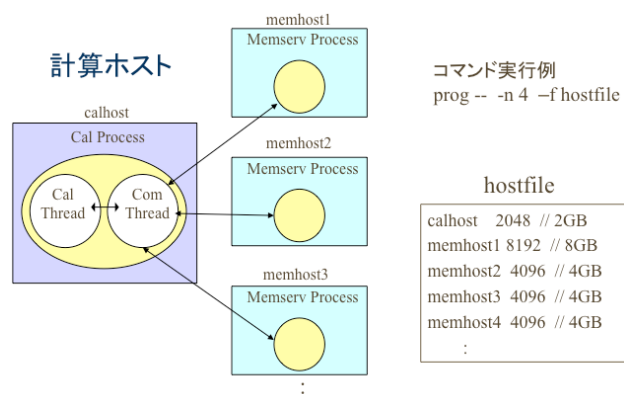 計算ホスト
calhost
Cal Process
Cal
Thread
Com
Thread
memhost1
Memserv Process
memhost2
Memserv Process
memhost3
Memserv Process
:
コマンド実行例
prog -- -n 4 –f hostfile
hostfile
calhost 2048 // 2GB
memhost1 8192 // 8GB
memhost2 4096 // 4GB
memhost3 4096 // 4GB
memhost4 4096 // 4GB
: